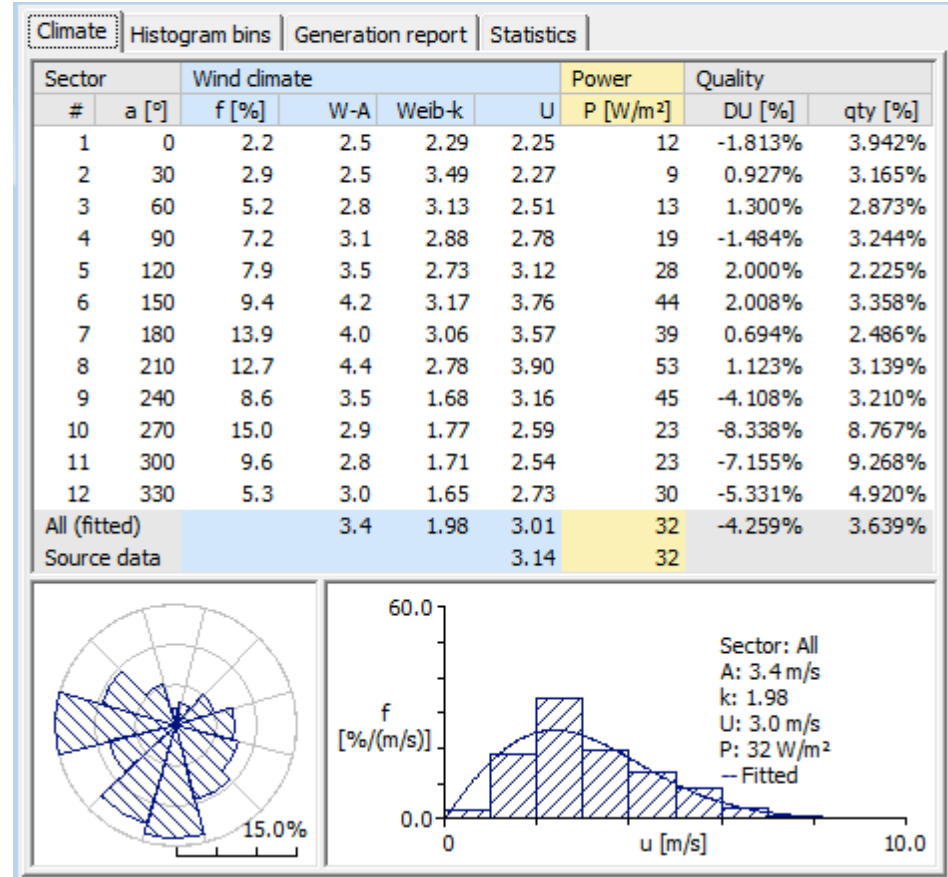 Climate Histogram bins Generation report Statistics
Sector Wind climate Power Quality
# a [°] f [%] W-A Weib-k U P [W/m²] DU [%] qty [%]
1 0 2.2 2.5 2.29 2.25 12 -1.813% 3.942%
2 30 2.9 2.5 3.49 2.27 9 0.927% 3.165%
3 60 5.2 2.8 3.13 2.51 13 1.300% 2.873%
4 90 7.2 3.1 2.88 2.78 19 -1.484% 3.244%
5 120 7.9 3.5 2.73 3.12 28 2.000% 2.225%
6 150 9.4 4.2 3.17 3.76 44 2.008% 3.358%
7 180 13.9 4.0 3.06 3.57 39 0.694% 2.486%
8 210 12.7 4.4 2.78 3.90 53 1.123% 3.139%
9 240 8.6 3.5 1.68 3.16 45 -4.108% 3.210%
10 270 15.0 2.9 1.77 2.59 23 -8.338% 8.767%
11 300 9.6 2.8 1.71 2.54 23 -7.155% 9.268%
12 330 5.3 3.0 1.65 2.73 30 -5.331% 4.920%
All (fitted) 3.4 1.98 3.01 32 -4.259% 3.639%
Source data 3.14 32
15.0%
60.0
f
[%/(m/s)]
0.0
0 u [m/s] 10.0
Sector: All
A: 3.4 m/s
k: 1.98
U: 3.0 m/s
P: 32 W/m²
-- Fitted